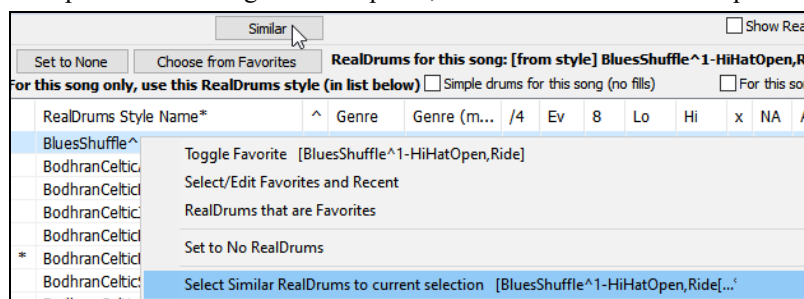 Similar
Show Rea
Set to None Choose from Favorites RealDrums for this song: [from style] BluesShuffle^1-HiHatOpen,R
For this song only, use this RealDrums style (in list below) Simple drums for this song (no fills) For this so
RealDrums Style Name* ^ Genre Genre (m... /4 Ev 8 Lo Hi x NA
BluesShuffle^
Toggle Favorite [BluesShuffle^1-HiHatOpen,Ride]
BodhranCeltic
Select/Edit Favorites and Recent
BodhranCeltic
RealDrums that are Favorites
BodhranCeltic
BodhranCeltic
Set to No RealDrums
* BodhranCeltic
BodhranCeltic
Select Similar RealDrums to current selection [BluesShuffle^1-HiHatOpen,Ride[...